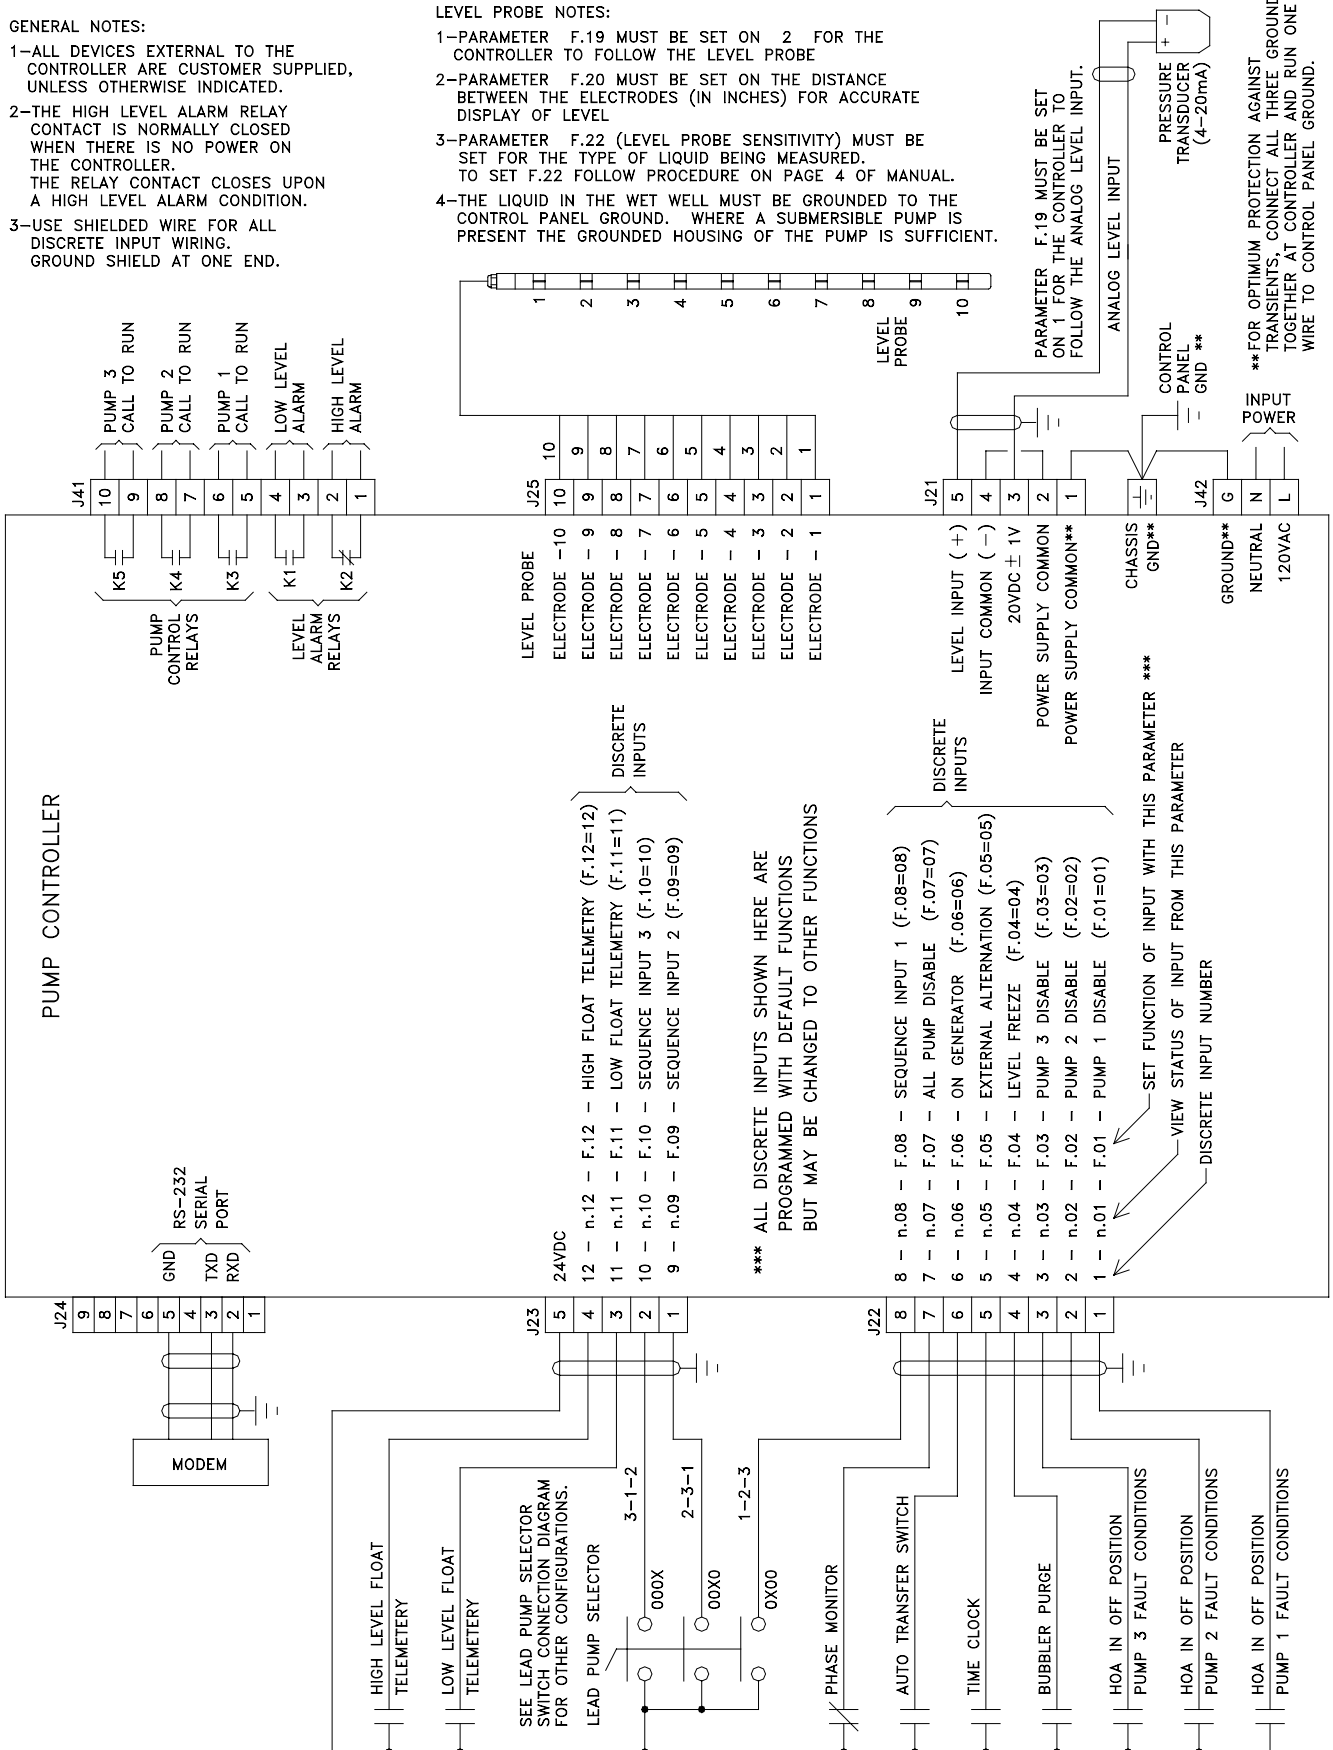 GENERAL NOTES:
1-ALL DEVICES EXTERNAL TO THE
CONTROLLER ARE CUSTOMER SUPPLIED,
UNLESS OTHERWISE INDICATED.
2-THE HIGH LEVEL ALARM RELAY
CONTACT IS NORMALLY CLOSED
WHEN THERE IS NO POWER ON
THE CONTROLLER.
THE RELAY CONTACT CLOSES UPON
A HIGH LEVEL ALARM CONDITION.
3-USE SHIELDED WIRE FOR ALL
DISCRETE INPUT WIRING.
GROUND SHIELD AT ONE END.
LEVEL PROBE NOTES:
1-PARAMETER F.19 MUST BE SET ON 2 FOR THE
CONTROLLER TO FOLLOW THE LEVEL PROBE
2-PARAMETER F.20 MUST BE SET ON THE DISTANCE
BETWEEN THE ELECTRODES (IN INCHES) FOR ACCURATE
DISPLAY OF LEVEL
3-PARAMETER F.22 (LEVEL PROBE SENSITIVITY) MUST BE
SET FOR THE TYPE OF LIQUID BEING MEASURED.
TO SET F.22 FOLLOW PROCEDURE ON PAGE 4 OF MANUAL.
4-THE LIQUID IN THE WET WELL MUST BE GROUNDED TO THE
CONTROL PANEL GROUND. WHERE A SUBMERSIBLE PUMP IS
PRESENT THE GROUNDED HOUSING OF THE PUMP IS SUFFICIENT.
PARAMETER F.19 MUST BE SET
ON 1 FOR THE CONTROLLER TO
FOLLOW THE ANALOG LEVEL INPUT.
ANALOG LEVEL INPUT
- +
PRESSURE
TRANSDUCER
(4-20mA)
**FOR OPTIMUM PROTECTION AGAINST
TRANSIENTS, CONNECT ALL THREE GROUND
TOGETHER AT CONTROLLER AND RUN ONE
WIRE TO CONTROL PANEL GROUND.
1 2 3 4 5 6 7 8 9 10
LEVEL
PROBE
CONTROL
PANEL
GND **
INPUT
POWER
PUMP 3
CALL TO RUN
PUMP 2
CALL TO RUN
PUMP 1
CALL TO RUN
LOW LEVEL
ALARM
HIGH LEVEL
ALARM
J41
10 9 8 7 6 5 4 3 2 1
K5 K4 K3 K1 K2
PUMP
CONTROL
RELAYS
LEVEL
ALARM
RELAYS
10 9 8 7 6 5 4 3 2 1
J25
10 9 8 7 6 5 4 3 2 1
LEVEL PROBE
ELECTRODE -10
ELECTRODE - 9
ELECTRODE - 8
ELECTRODE - 7
ELECTRODE - 6
ELECTRODE - 5
ELECTRODE - 4
ELECTRODE - 3
ELECTRODE - 2
ELECTRODE - 1
J21
5 4 3 2 1
LEVEL INPUT (+)
INPUT COMMON (-)
20VDC ± 1V
POWER SUPPLY COMMON
POWER SUPPLY COMMON**
CHASSIS
GND**
J42
G N L
GROUND**
NEUTRAL
120VAC
PUMP CONTROLLER
DISCRETE
INPUTS
24VDC
12 - n.12 - F.12 - HIGH FLOAT TELEMETRY (F.12=12)
11 - n.11 - F.11 - LOW FLOAT TELEMETRY (F.11=11)
10 - n.10 - F.10 - SEQUENCE INPUT 3 (F.10=10)
9 - n.09 - F.09 - SEQUENCE INPUT 2 (F.09=09)
*** ALL DISCRETE INPUTS SHOWN HERE ARE
PROGRAMMED WITH DEFAULT FUNCTIONS
BUT MAY BE CHANGED TO OTHER FUNCTIONS
DISCRETE
INPUTS
8 - n.08 - F.08 - SEQUENCE INPUT 1 (F.08=08)
7 - n.07 - F.07 - ALL PUMP DISABLE (F.07=07)
6 - n.06 - F.06 - ON GENERATOR (F.06=06)
5 - n.05 - F.05 - EXTERNAL ALTERNATION (F.05=05)
4 - n.04 - F.04 - LEVEL FREEZE (F.04=04)
3 - n.03 - F.03 - PUMP 3 DISABLE (F.03=03)
2 - n.02 - F.02 - PUMP 2 DISABLE (F.02=02)
1 - n.01 - F.01 - PUMP 1 DISABLE (F.01=01)
SET FUNCTION OF INPUT WITH THIS PARAMETER ***
VIEW STATUS OF INPUT FROM THIS PARAMETER
DISCRETE INPUT NUMBER
RS-232
SERIAL
PORT
GND
TXD
RXD
J24
9 8 7 6 5 4 3 2 1
MODEM
J23
5 4 3 2 1
J22
8 7 6 5 4 3 2 1
HIGH LEVEL FLOAT
TELEMETERY
LOW LEVEL FLOAT
TELEMETERY
SEE LEAD PUMP SELECTOR
SWITCH CONNECTION DIAGRAM
FOR OTHER CONFIGURATIONS.
LEAD PUMP SELECTOR
3-1-2
000X
2-3-1
00X0
1-2-3
0X00
PHASE MONITOR
AUTO TRANSFER SWITCH
TIME CLOCK
BUBBLER PURGE
HOA IN OFF POSITION
PUMP 3 FAULT CONDITIONS
HOA IN OFF POSITION
PUMP 2 FAULT CONDITIONS
HOA IN OFF POSITION
PUMP 1 FAULT CONDITIONS